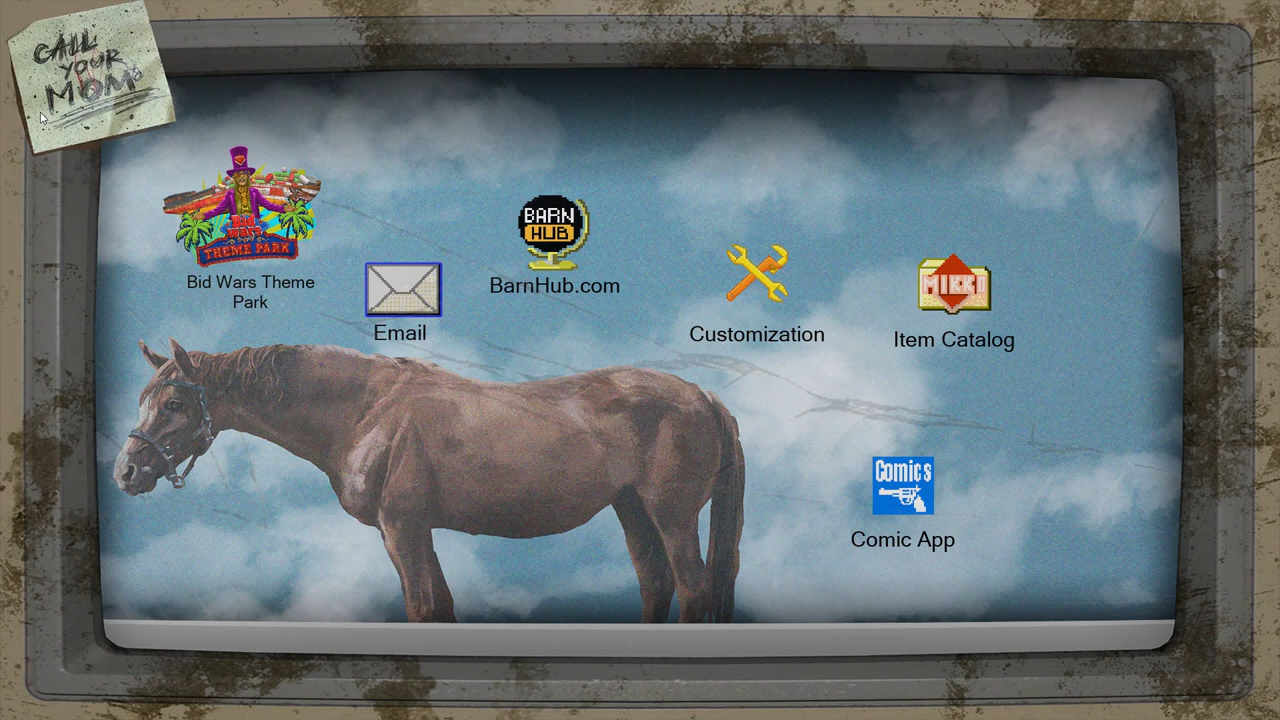 CALL
YOUR
MOM
Bid
Wars
THEME PARK
Bid Wars Theme
Park
Email
BARN
HUB
BarnHub.com
Customization
MIKKO
Item Catalog
Comics
Comic App